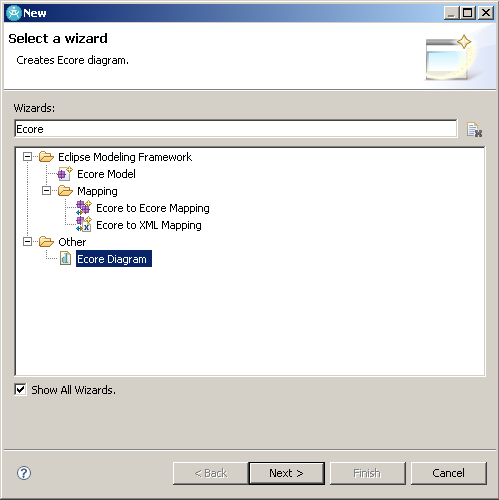 New
Select a wizard
Creates Ecore diagram.
Wizards:
Ecore
Eclipse Modeling Framework
Ecore Model
Mapping
Ecore to Ecore Mapping
Ecore to XML Mapping
Other
Ecore Diagram
Show All Wizards.
? < Back Next > Finish Cancel